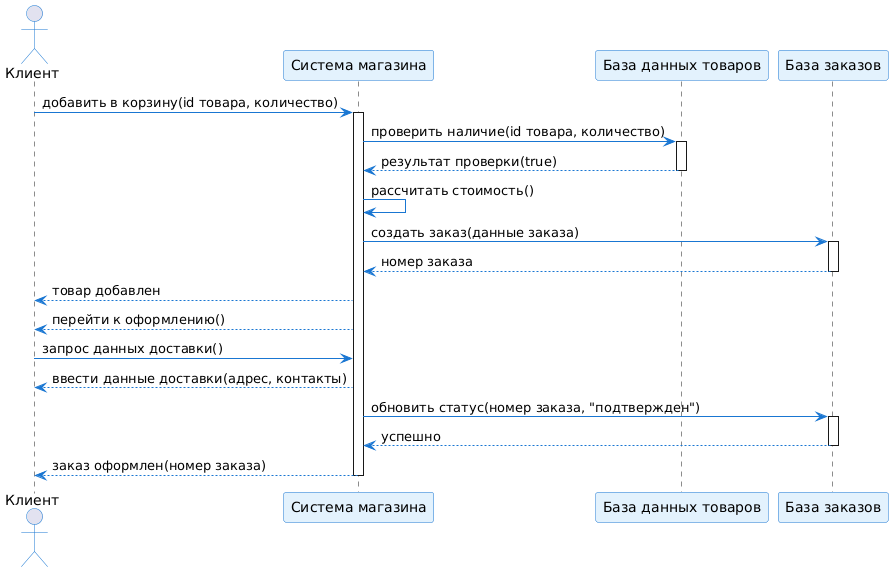 Клиент
Система магазина
База данных товаров
База заказов
добавить в корзину(id товара, количество)
проверить наличие(id товара, количество)
результат проверки(true)
рассчитать стоимость()
создать заказ(данные заказа)
номер заказа
товар добавлен
перейти к оформлению()
запрос данных доставки()
ввести данные доставки(адрес, контакты)
обновить статус(номер заказа, "подтвержден")
успешно
заказ оформлен(номер заказа)
Клиент
Система магазина
База данных товаров
База заказов